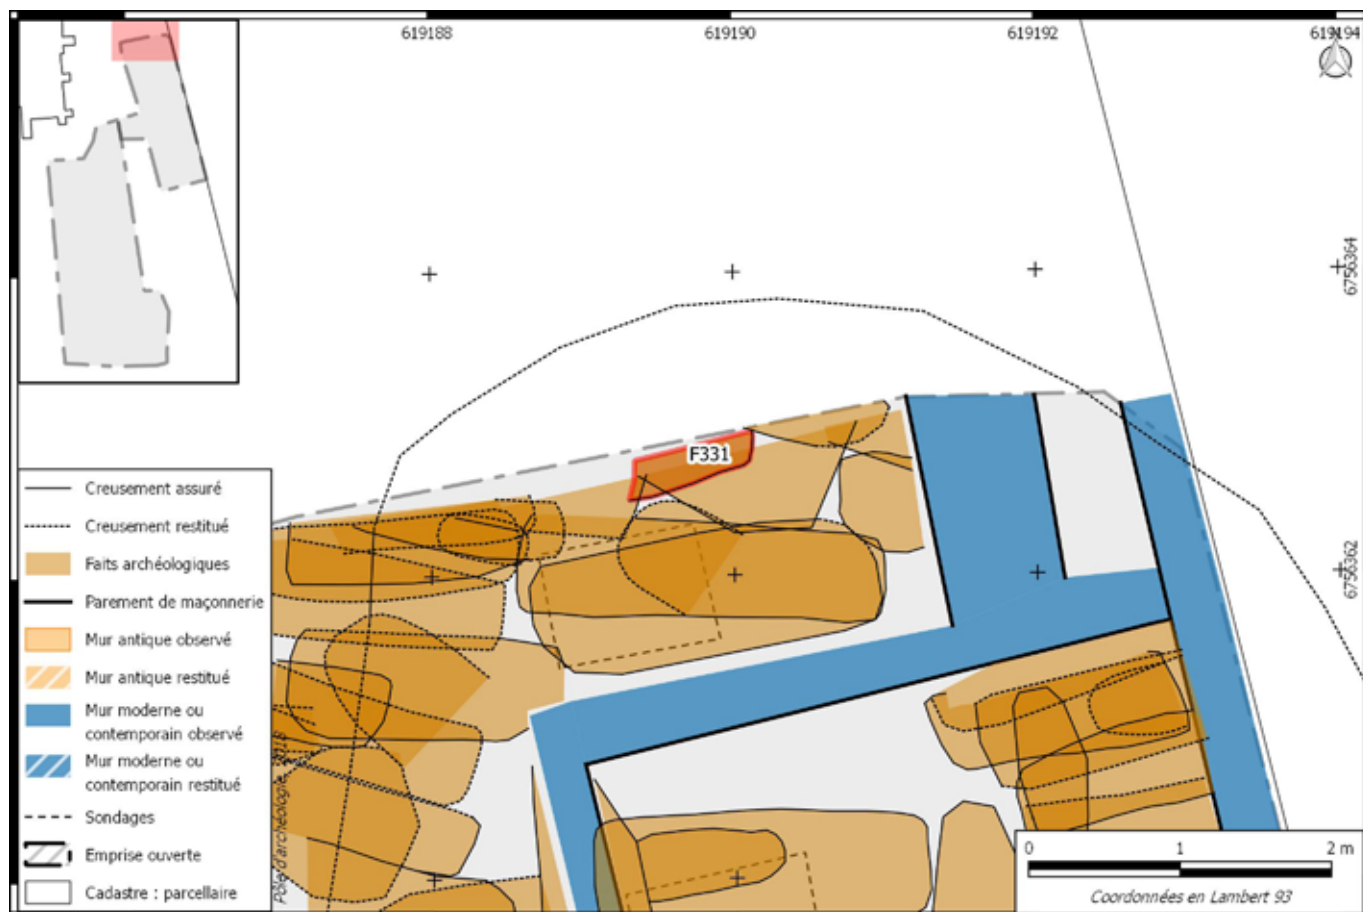 619188
619190
619192
619194
6756364
F331
6756362
Creusement assuré
Creusement restitué
Faits archéologiques
Parement de maçonnerie
Mur antique observé
Mur antique restitué
Mur moderne ou
contemporain observé
Mur moderne ou
contemporain restitué
Sondages
Emprise ouverte
Cadastre : parcellaire
Pôle d'archéologie
0 1 2 m
Coordonnées en Lambert 93